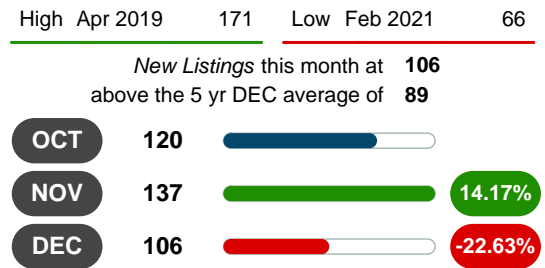 High Apr 2019 171 Low Feb 2021 66
New Listings this month at 106
above the 5 yr DEC average of 89
OCT 120
NOV 137 14.17%
DEC 106 -22.63%